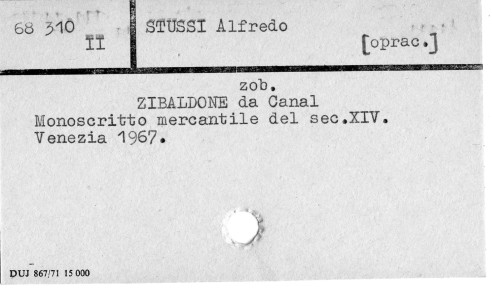 68 310
II
STUSSI Alfredo
[oprac.]
zob.
ZIBALDONE da Canal
Monoscritto mercantile del sec.XIV.
Venezia 1967.
DUJ 867/71 15 000